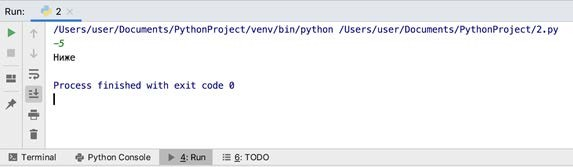 Run:
2
/Users/user/Documents/PythonProject/venv/bin/python /Users/user/Documents/PythonProject/2.py
-5
Ниже
Process finished with exit code 0
Terminal
Python Console
4: Run
6: TODO